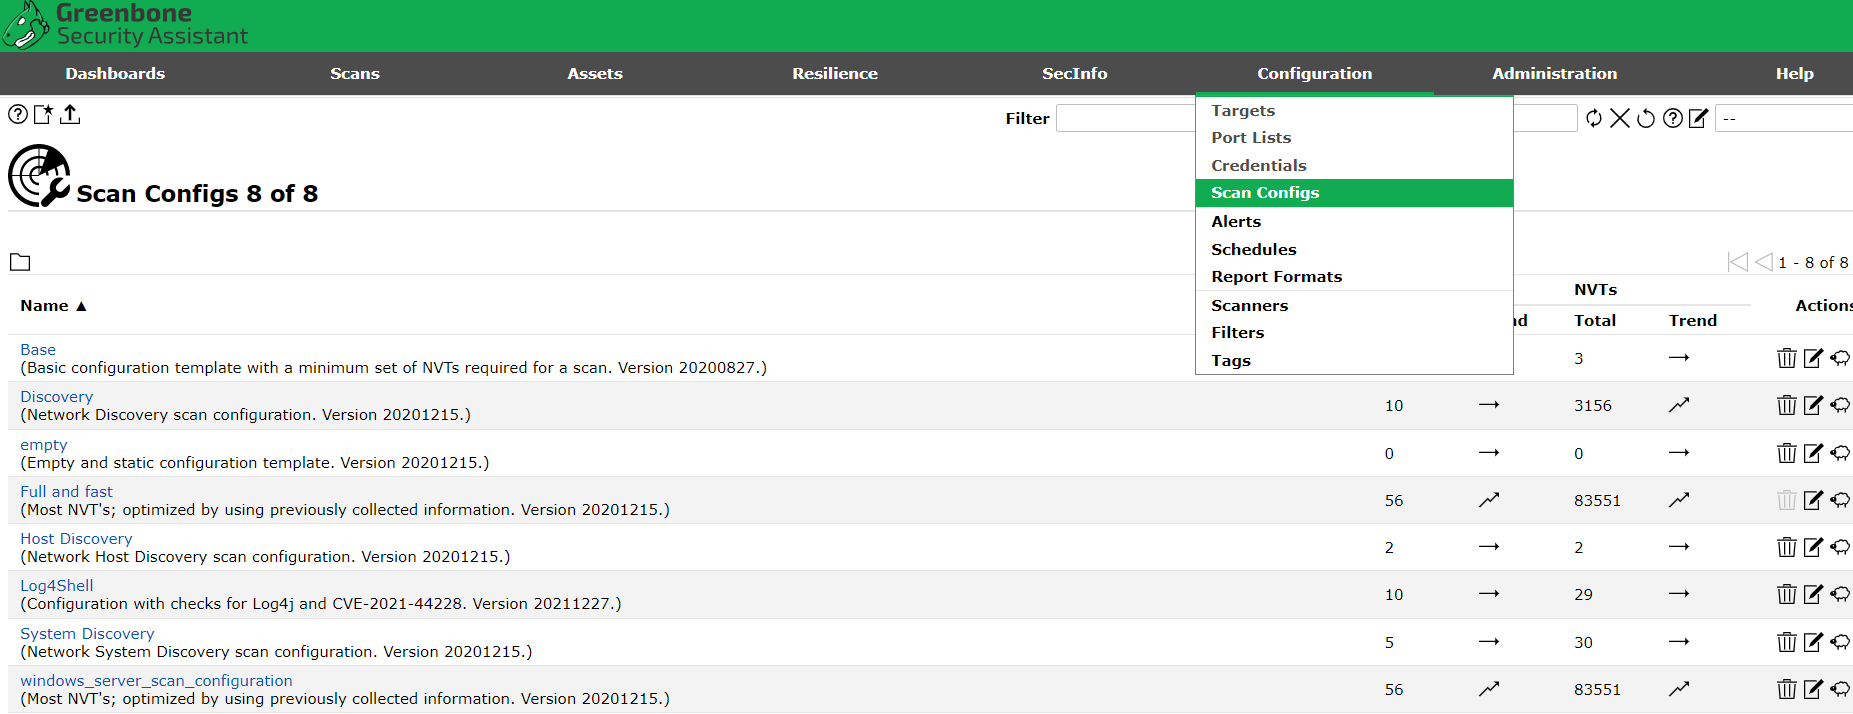 Greenbone
Security Assistant
Dashboards Scans Assets Resilience SecInfo Configuration Administration Help
Filter --
Targets
Port Lists
Credentials
Scan Configs
Alerts
Schedules
Report Formats
Scanners
Filters
Tags
Scan Configs 8 of 8
1 - 8 of 8
NVTs
Name ▲ Actions
Total Trend
Base
(Basic configuration template with a minimum set of NVTs required for a scan. Version 20200827.) 3
Discovery
(Network Discovery scan configuration. Version 20201215.) 10 3156
empty
(Empty and static configuration template. Version 20201215.) 0 0
Full and fast
(Most NVT's; optimized by using previously collected information. Version 20201215.) 56 83551
Host Discovery
(Network Host Discovery scan configuration. Version 20201215.) 2 2
Log4Shell
(Configuration with checks for Log4j and CVE-2021-44228. Version 20211227.) 10 29
System Discovery
(Network System Discovery scan configuration. Version 20201215.) 5 30
windows_server_scan_configuration
(Most NVT's; optimized by using previously collected information. Version 20201215.) 56 83551